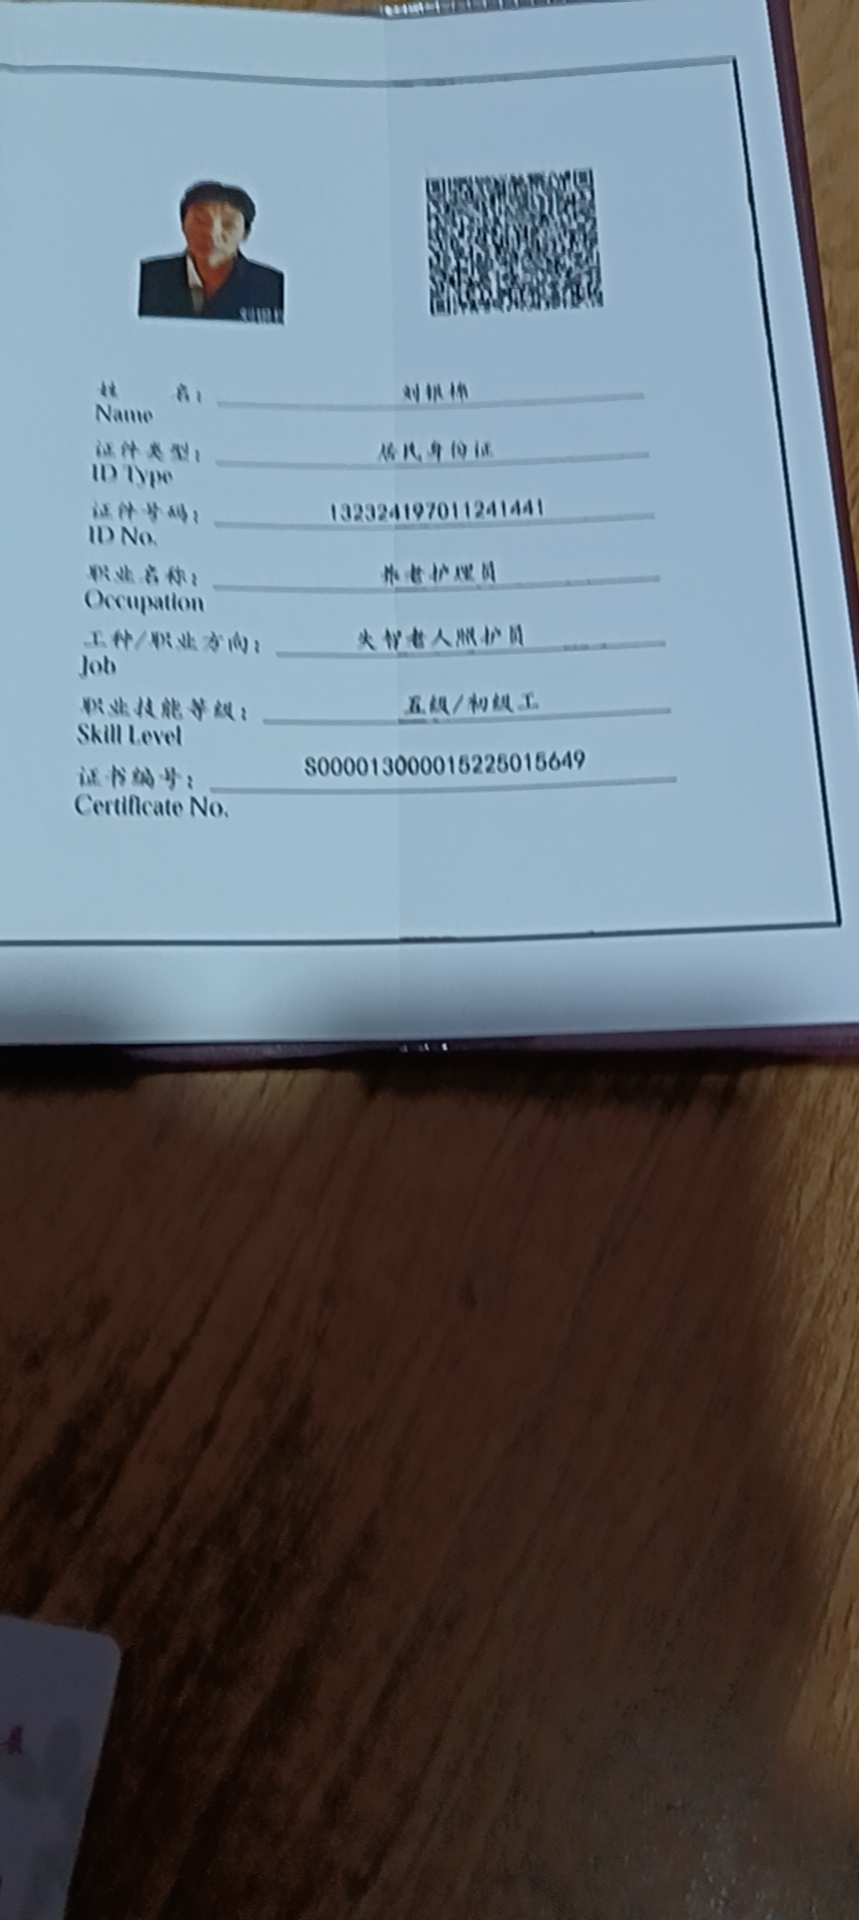 姓 名： 刘银棉
Name
证件类型： 居民身份证
ID Type
证件号码： 132324197011241441
ID No.
职业名称： 养老护理员
Occupation
工种/职业方向： 失智老人照护员
Job
职业技能等级： 五级/初级工
Skill Level
证书编号： S000013000015225015649
Certificate No.